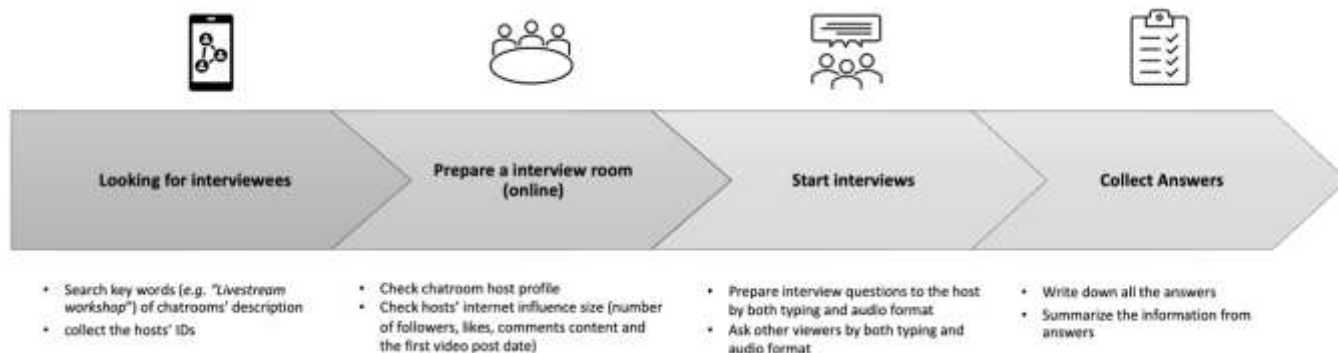 Looking for interviewees
Prepare a interview room
(online)
Start interviews
Collect Answers
• Search key words (e.g. "Livestream
workshop") of chatrooms' description
• collect the hosts' IDs
• Check chatroom host profile
• Check hosts' internet influence size (number
of followers, likes, comments content and
the first video post date)
• Prepare interview questions to the host
by both typing and audio format
• Ask other viewers by both typing and
audio format
• Write down all the answers
• Summarize the information from
answers